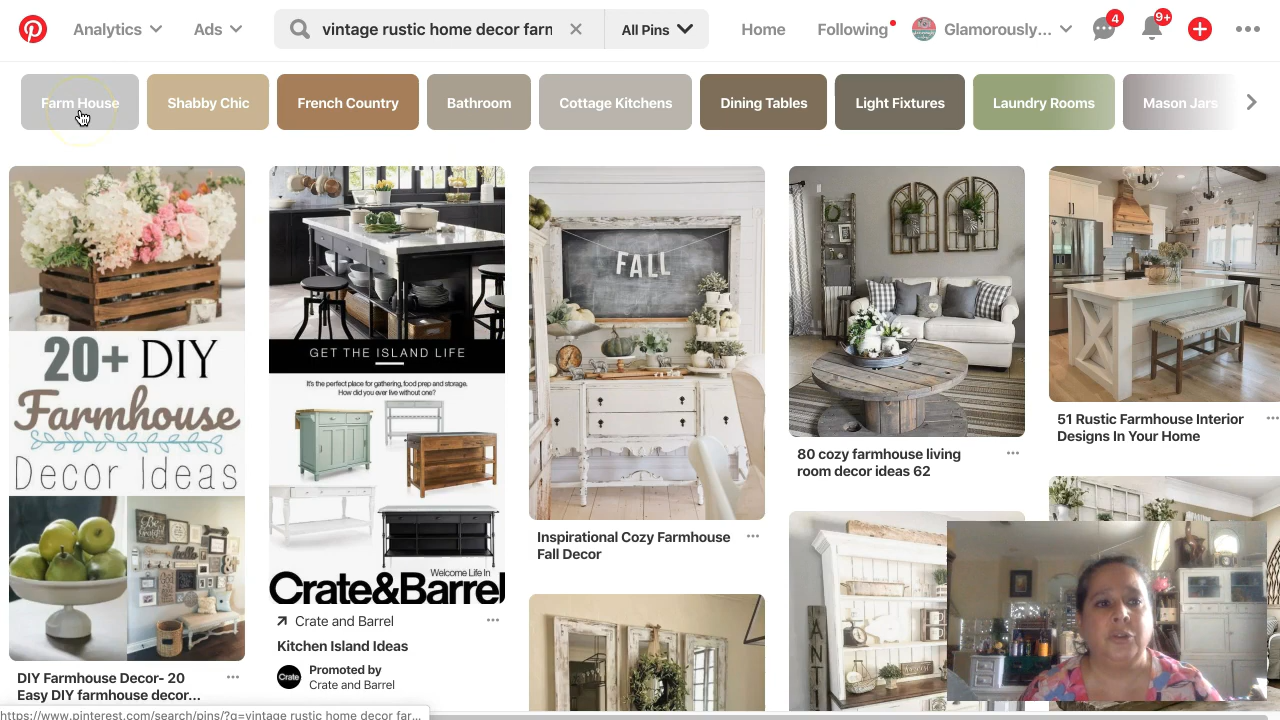 Analytics
Ads
vintage rustic home decor farm
All Pins
Home
Following
Glamorously...
4
9+
Farm House
Shabby Chic
French Country
Bathroom
Cottage Kitchens
Dining Tables
Light Fixtures
Laundry Rooms
Mason Jars
20+ DIY
Farmhouse
Decor Ideas
DIY Farmhouse Decor- 20
Easy DIY farmhouse decor...
GET THE ISLAND LIFE
It's the perfect place for gathering, food prep and storage.
How did you ever live without one?
Welcome Life In
Crate&Barrel
Crate and Barrel
Kitchen Island Ideas
Crate
Promoted by
Crate and Barrel
FALL
Inspirational Cozy Farmhouse
Fall Decor
80 cozy farmhouse living
room decor ideas 62
51 Rustic Farmhouse Interior
Designs In Your Home
https://www.pinterest.com/search/pins/?q=vintage rustic home decor far...